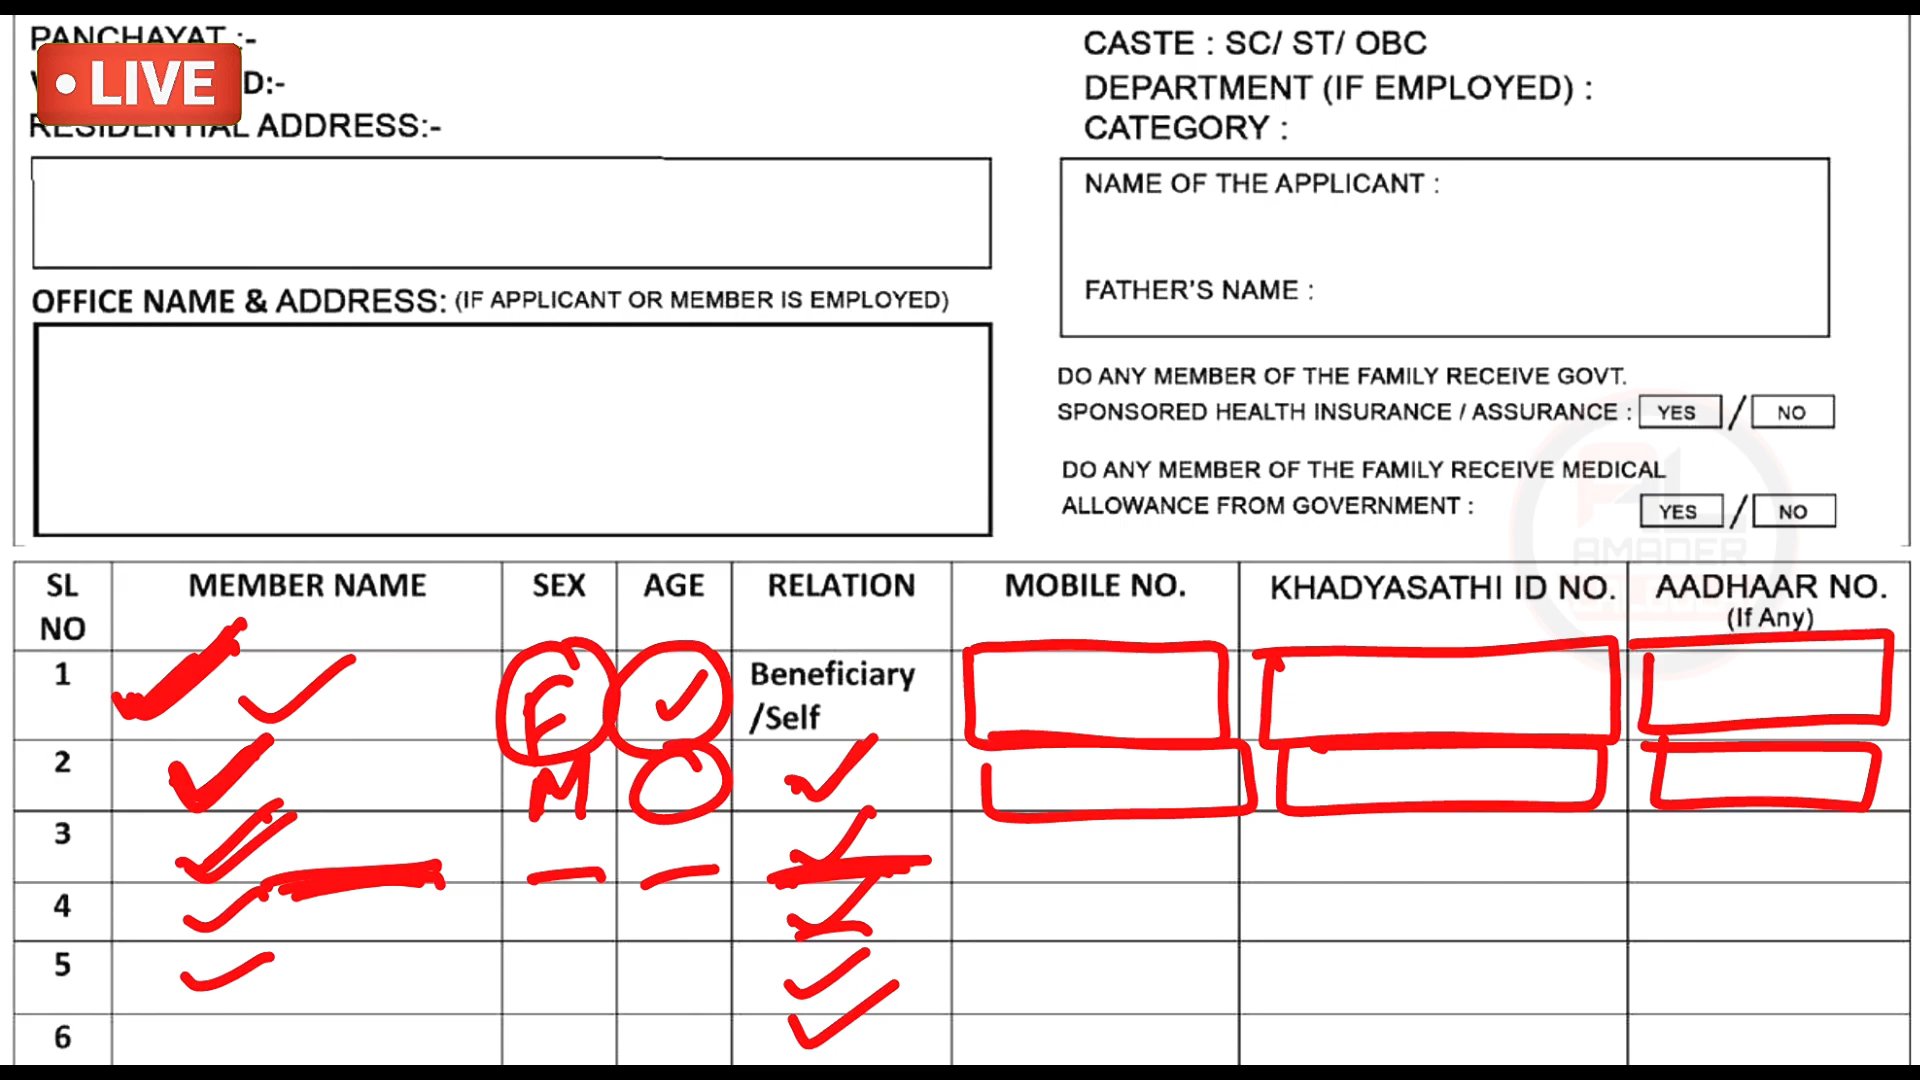 PANCHAYAT :-
LIVE
D:-
RESIDENTIAL ADDRESS:-
OFFICE NAME & ADDRESS: (IF APPLICANT OR MEMBER IS EMPLOYED)
CASTE : SC/ ST/ OBC
DEPARTMENT (IF EMPLOYED) :
CATEGORY :
NAME OF THE APPLICANT :
FATHER'S NAME :
DO ANY MEMBER OF THE FAMILY RECEIVE GOVT.
SPONSORED HEALTH INSURANCE / ASSURANCE : YES / NO
DO ANY MEMBER OF THE FAMILY RECEIVE MEDICAL
ALLOWANCE FROM GOVERNMENT : YES / NO
AMADER
SL NO MEMBER NAME SEX AGE RELATION MOBILE NO. KHADYASATHI ID NO. AADHAAR NO. (If Any)
1 F Beneficiary /Self
2 M
3
4
5
6